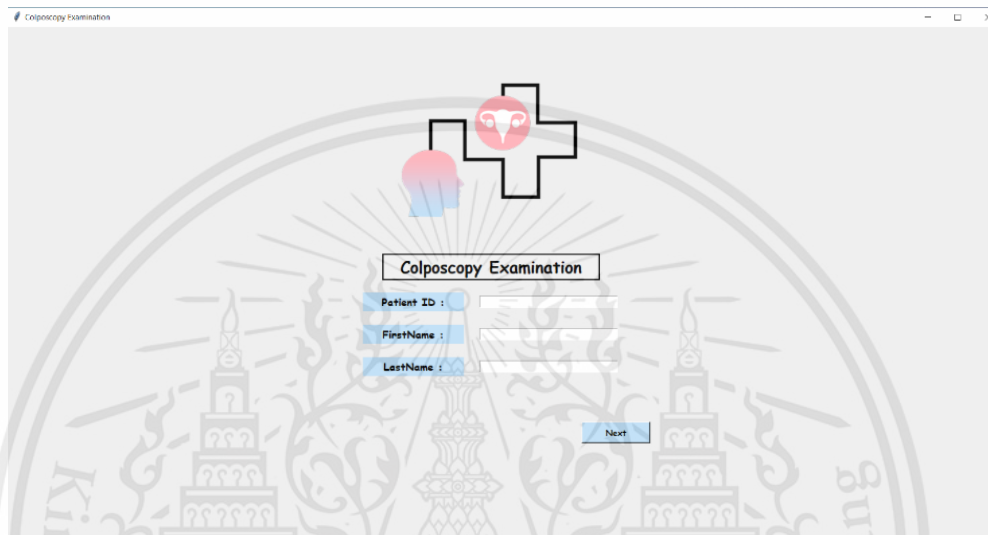 Colposcopy Examination
Colposcopy Examination
Patient ID :
FirstName :
LastName :
Next